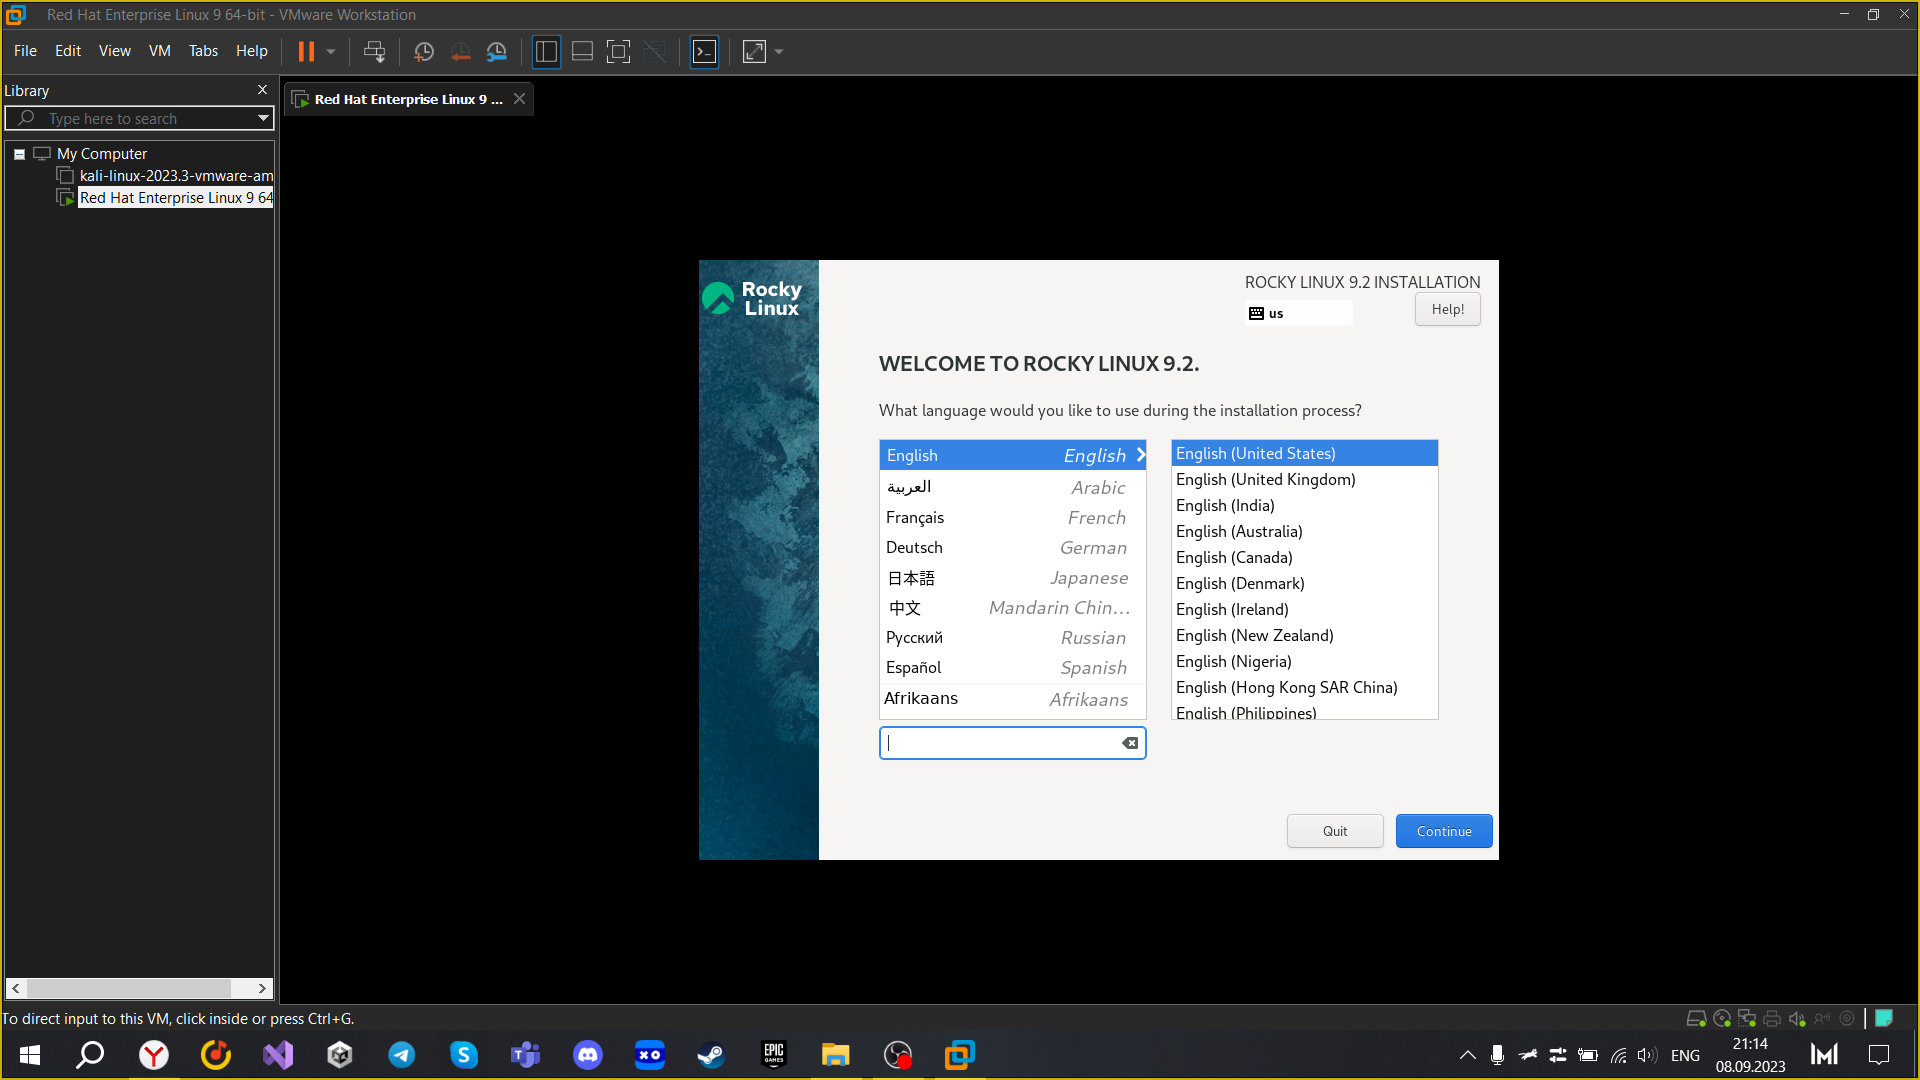 Red Hat Enterprise Linux 9 64-bit - VMware Workstation
File Edit View VM Tabs Help
Library
Type here to search
My Computer
kali-linux-2023.3-vmware-am
Red Hat Enterprise Linux 9 64
Red Hat Enterprise Linux 9 ...
Rocky
Linux
ROCKY LINUX 9.2 INSTALLATION
us
Help!
WELCOME TO ROCKY LINUX 9.2.
What language would you like to use during the installation process?
English English
العربية Arabic
Français French
Deutsch German
日本語 Japanese
中文 Mandarin Chin…
Русский Russian
Español Spanish
Afrikaans Afrikaans
English (United States)
English (United Kingdom)
English (India)
English (Australia)
English (Canada)
English (Denmark)
English (Ireland)
English (New Zealand)
English (Nigeria)
English (Hong Kong SAR China)
English (Philippines)
Quit
Continue
To direct input to this VM, click inside or press Ctrl+G.
EPIC
GAMES
XO
ENG
21:14
08.09.2023